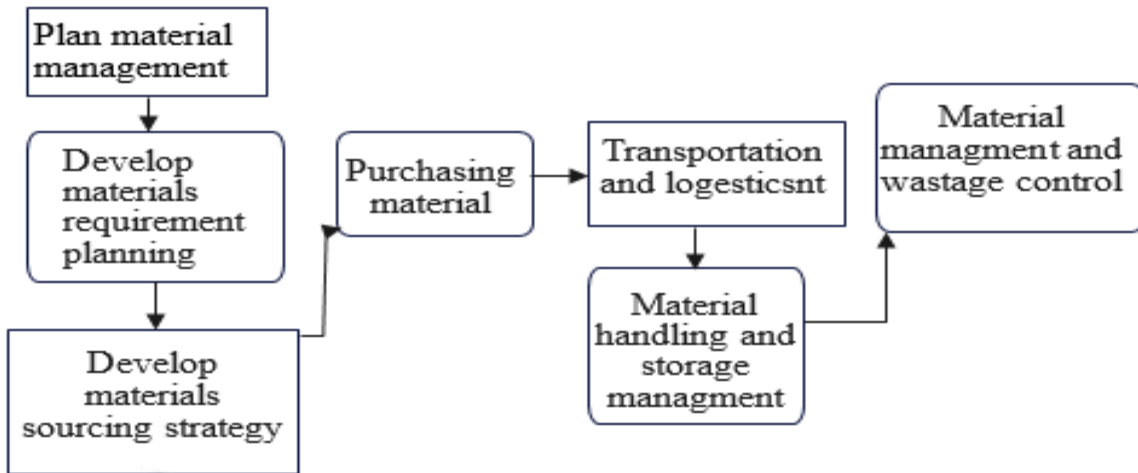 Plan material
management
Develop
materials
requirement
planning
Develop
materials
sourcing strategy
Purchasing
material
Transportation
and logesticsnt
Material
handling and
storage
managment
Material
managment and
wastage control